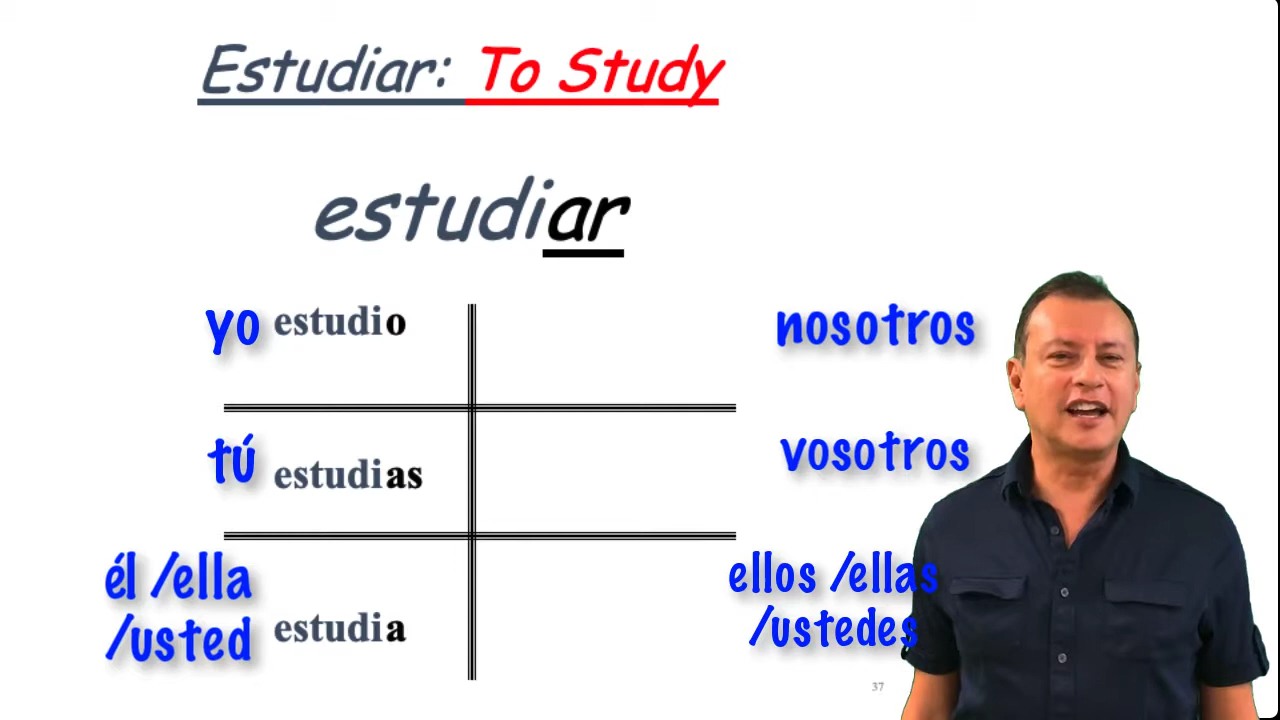 Estudiar: To Study
estudiar
yo estudio
nosotros
tú estudias
vosotros
él /ella
/usted estudia
ellos /ellas
/ustedes
37